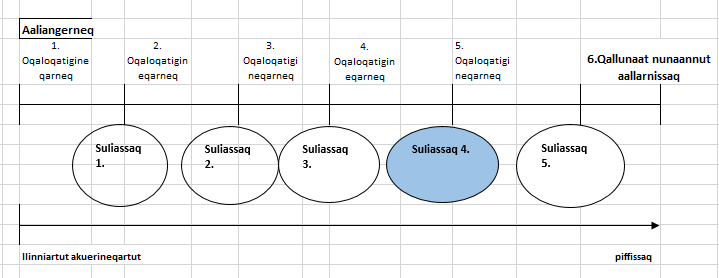 Aaliangerneq
1.
Oqaloqatigine
qarneq
2.
Oqaloqatigin
eqarneq
3.
Oqaloqatigi
neqarneq
4.
Oqaloqatigin
eqarneq
5.
Oqaloqatigi
neqarneq
6.Qallunaat nunaannut
aallarnissaq
Suliassaq
1.
Suliassaq
2.
Suliassaq
3.
Suliassaq 4.
Suliassaq
5.
Ilinniartut akuerineqartut
piffissaq